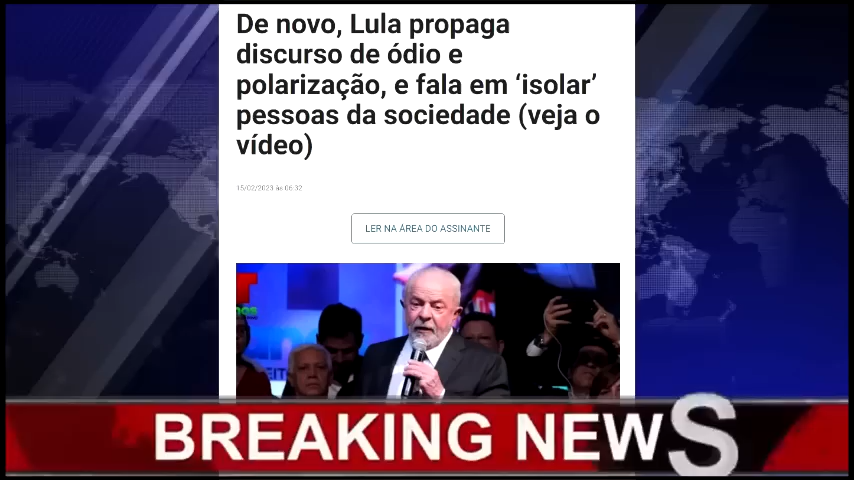 De novo, Lula propaga
discurso de ódio e
polarização, e fala em ‘isolar’
pessoas da sociedade (veja o
vídeo)
15/02/2023 às 06:32
LER NA ÁREA DO ASSINANTE
BREAKING NEWS